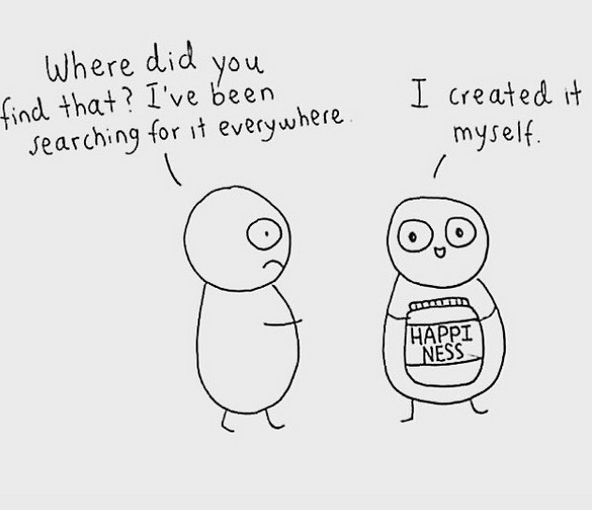 Where did you
find that? I've been
searching for it everywhere.
I created it
myself.
HAPPI
NESS